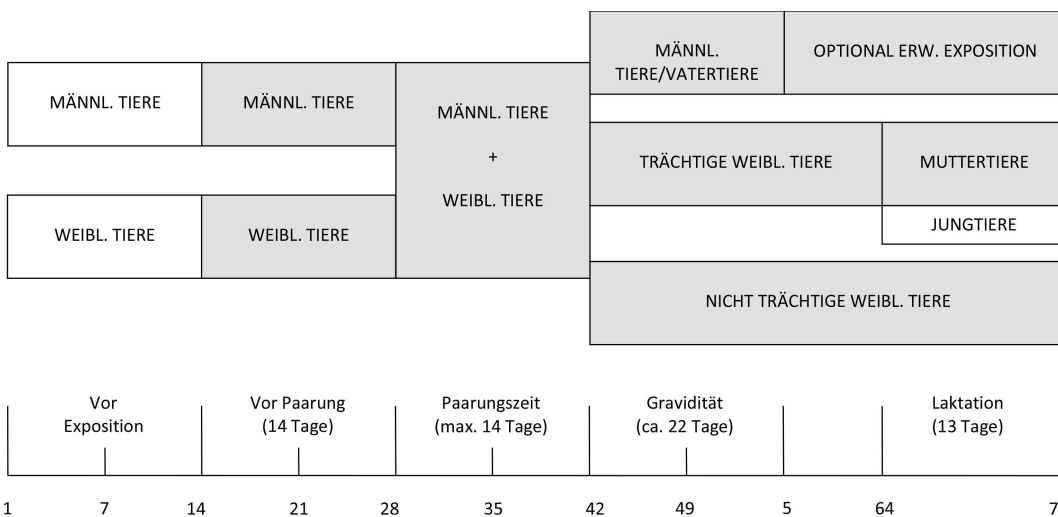 MÄNNL.
TIERE/VATERTIERE
OPTIONAL ERW. EXPOSITION
MÄNNL. TIERE
MÄNNL. TIERE
MÄNNL. TIERE
+
WEIBL. TIERE
TRÄCHTIGE WEIBL. TIERE
MUTTERTIERE
WEIBL. TIERE
WEIBL. TIERE
JUNGTIERE
NICHT TRÄCHTIGE WEIBL. TIERE
Vor
Exposition
Vor Paarung
(14 Tage)
Paarungszeit
(max. 14 Tage)
Gravidität
(ca. 22 Tage)
Laktation
(13 Tage)
1 7 14 21 28 35 42 49 5 64 7